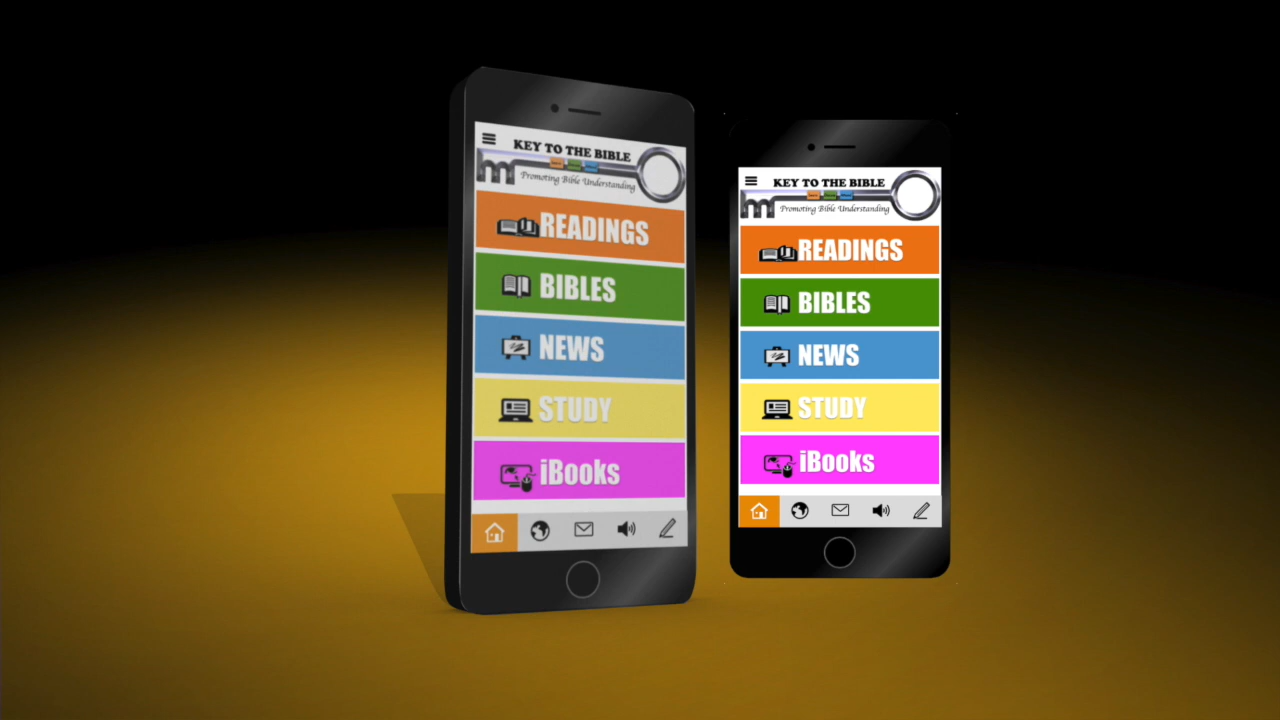 KEY TO THE BIBLE
Promoting Bible Understanding
READINGS
BIBLES
NEWS
STUDY
iBooks
KEY TO THE BIBLE
Promoting Bible Understanding
READINGS
BIBLES
NEWS
STUDY
iBooks